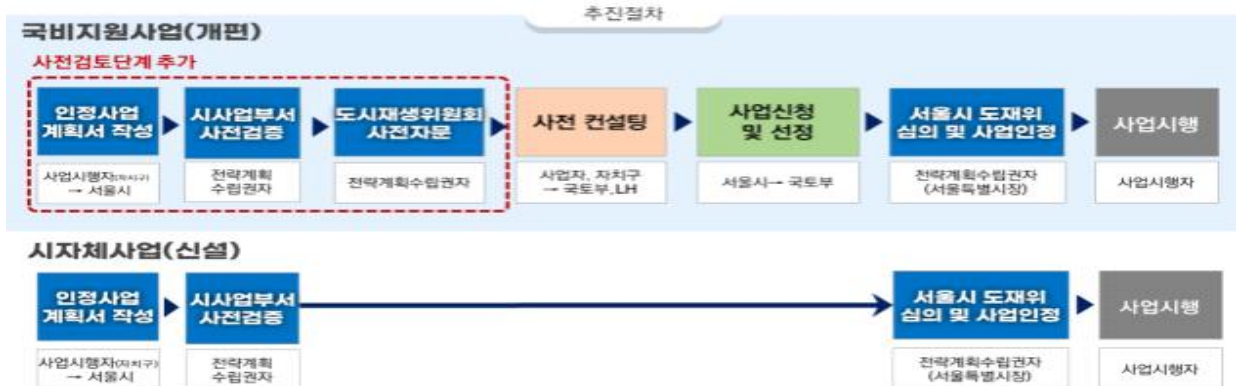 추진절차
국비지원사업(개편)
사전검토단계 추가
인정사업
계획서 작성
시사업부서
사전검증
도시재생위원회
사전자문
사전 컨설팅
사업신청
및 선정
서울시 도재위
심의 및 사업인정
사업시행
사업시행자(자치구)
→ 서울시
전략계획
수립권자
전략계획수립권자
사업자, 자치구
→ 국토부,LH
서울시→ 국토부
전략계획수립권자
(서울특별시장)
사업시행자
시자체사업(신설)
인정사업
계획서 작성
시사업부서
사전검증
서울시 도재위
심의 및 사업인정
사업시행
사업시행자(자치구)
→ 서울시
전략계획
수립권자
전략계획수립권자
(서울특별시장)
사업시행자